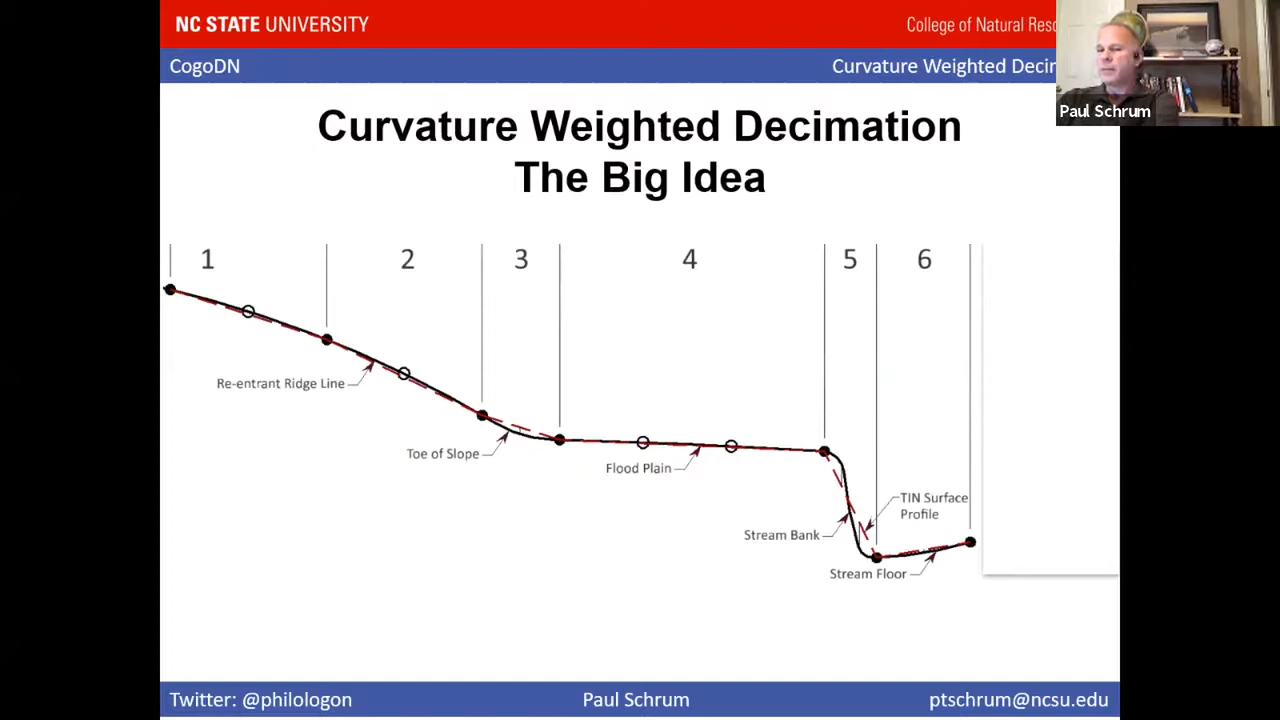 NC STATE UNIVERSITY
College of Natural
CogoDN
Curvature Weighted
Paul Schrum
Curvature Weighted Decimation
The Big Idea
1 2 3 4 5 6
Re-entrant Ridge Line
Toe of Slope
Flood Plain
TIN Surface
Profile
Stream Bank
Stream Floor
Twitter: @philologon
Paul Schrum
ptschrum@ncsu.edu